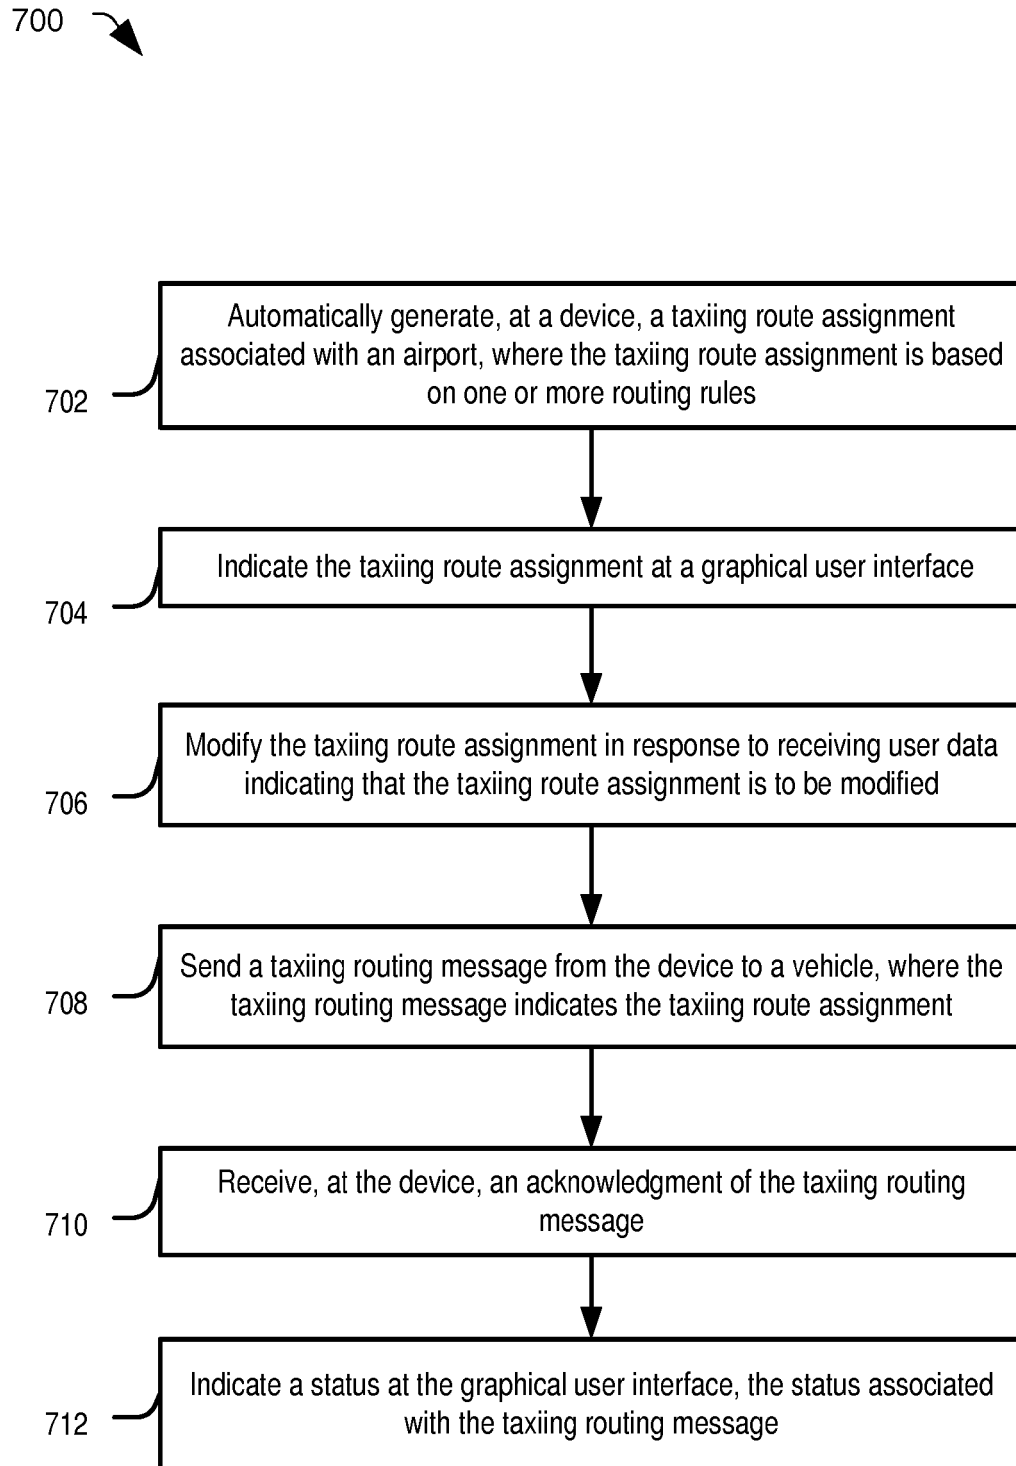 700
Automatically generate, at a device, a taxiing route assignment
associated with an airport, where the taxiing route assignment is based
on one or more routing rules
702
Indicate the taxiing route assignment at a graphical user interface
704
Modify the taxiing route assignment in response to receiving user data
indicating that the taxiing route assignment is to be modified
706
Send a taxiing routing message from the device to a vehicle, where the
taxiing routing message indicates the taxiing route assignment
708
Receive, at the device, an acknowledgment of the taxiing routing
message
710
Indicate a status at the graphical user interface, the status associated
with the taxiing routing message
712